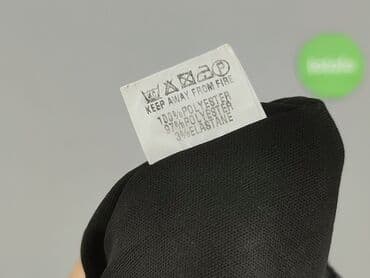 P
KEEP AWAY FROM FIRE
100%POLYESTER
97%POLYESTER
3%ELASTANE